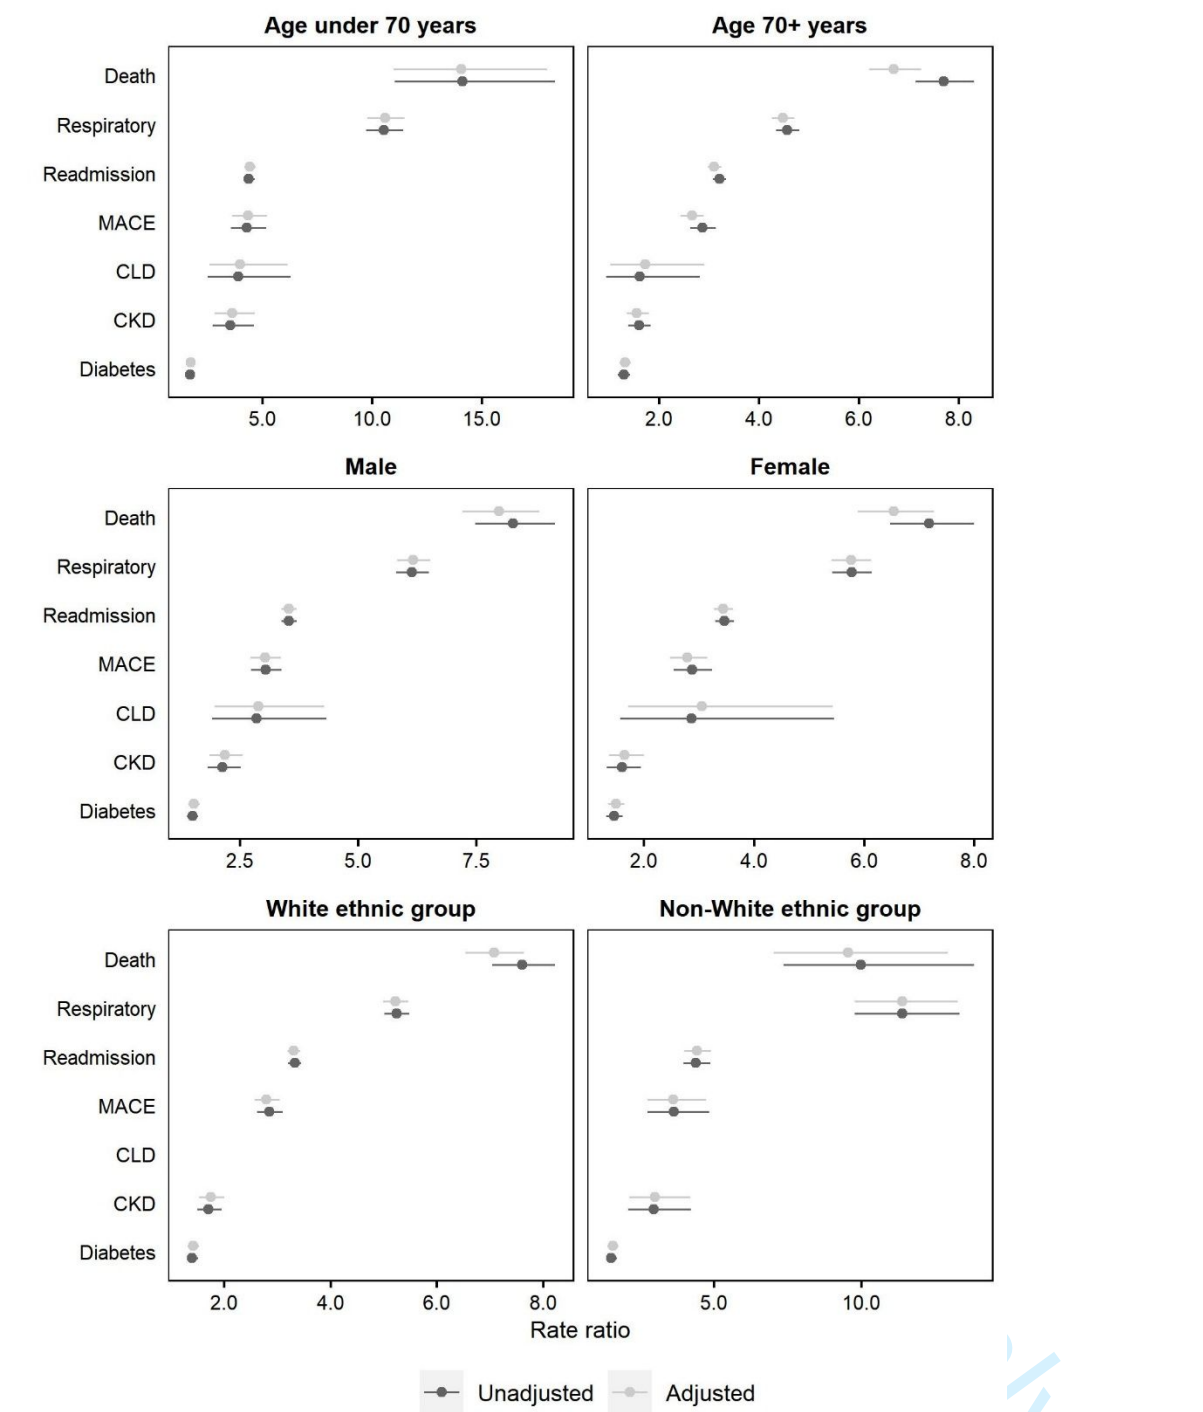 Age under 70 years
Age 70+ years
Death
Respiratory
Readmission
MACE
CLD
CKD
Diabetes
5.0 10.0 15.0
2.0 4.0 6.0 8.0
Male
Female
Death
Respiratory
Readmission
MACE
CLD
CKD
Diabetes
2.5 5.0 7.5
2.0 4.0 6.0 8.0
White ethnic group
Non-White ethnic group
Death
Respiratory
Readmission
MACE
CLD
CKD
Diabetes
2.0 4.0 6.0 8.0
5.0 10.0
Rate ratio
Unadjusted Adjusted